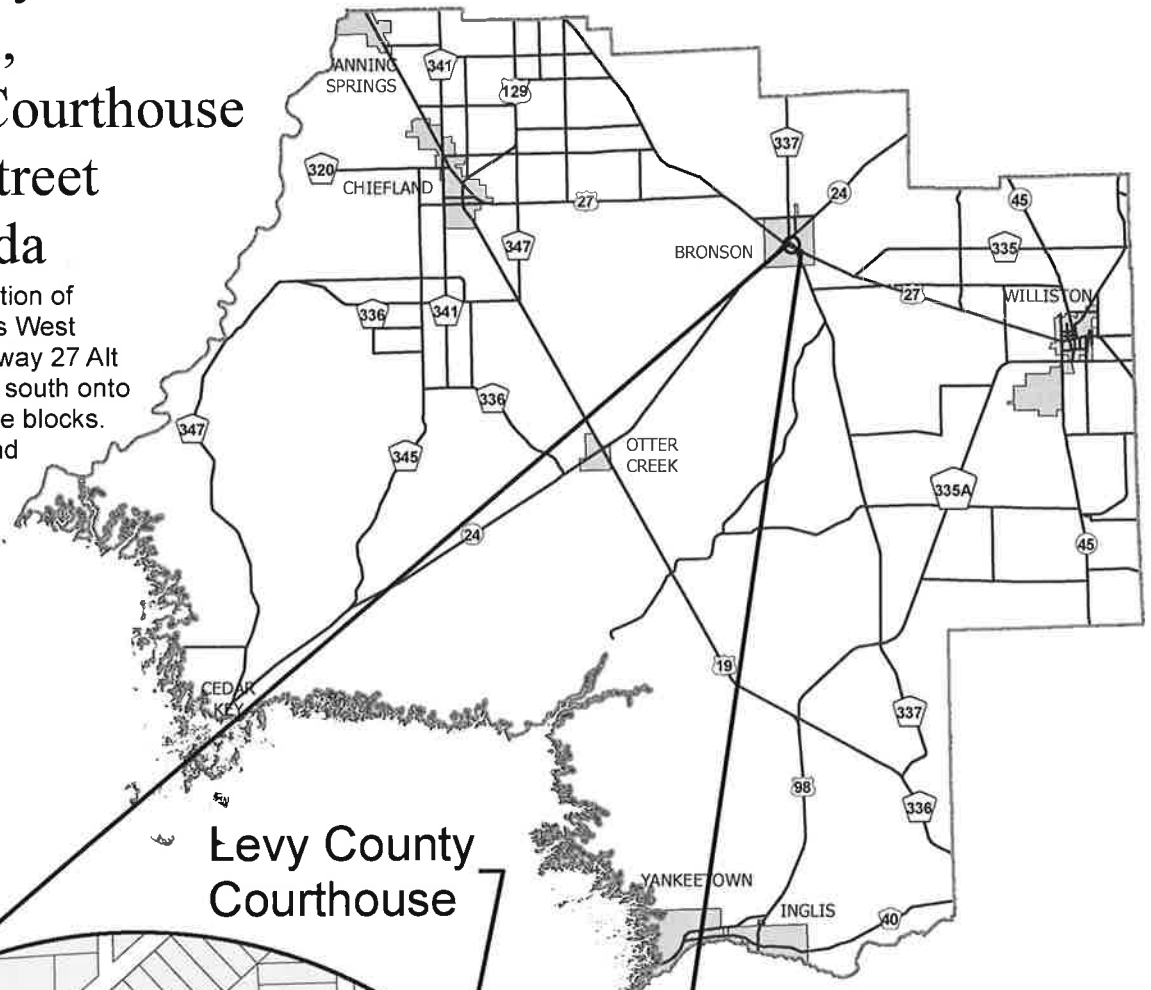 y
,
Courthouse
treet
da
tion of
s West
way 27 Alt
south onto
e blocks.
nd
ANNING
SPRINGS
341
129
337
320
CHIEFLAND
27
24
45
347
BRONSON
335
27
WILLISTON
336
341
336
347
345
OTTER
CREEK
335A
24
45
19
CEDAR
KEY
337
98
336
Levy County
Courthouse
YANKEETOWN
INGLIS
40